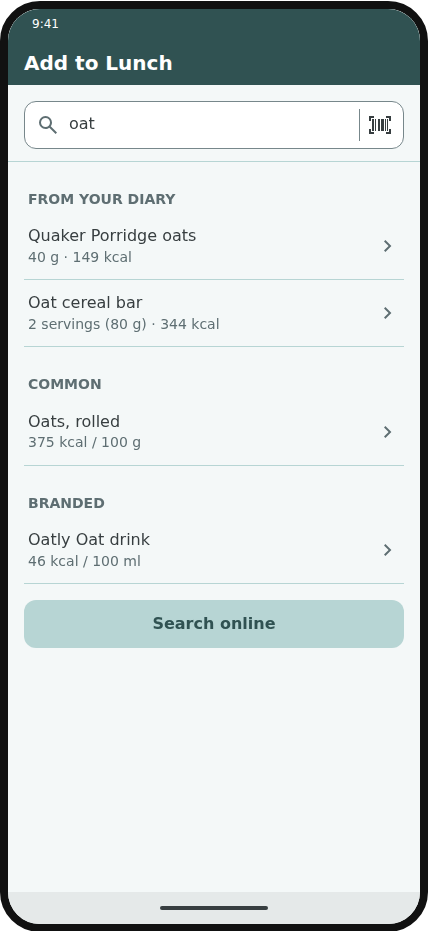 9:41
Add to Lunch
oat
FROM YOUR DIARY
Quaker Porridge oats
40 g · 149 kcal
Oat cereal bar
2 servings (80 g) · 344 kcal
COMMON
Oats, rolled
375 kcal / 100 g
BRANDED
Oatly Oat drink
46 kcal / 100 ml
Search online